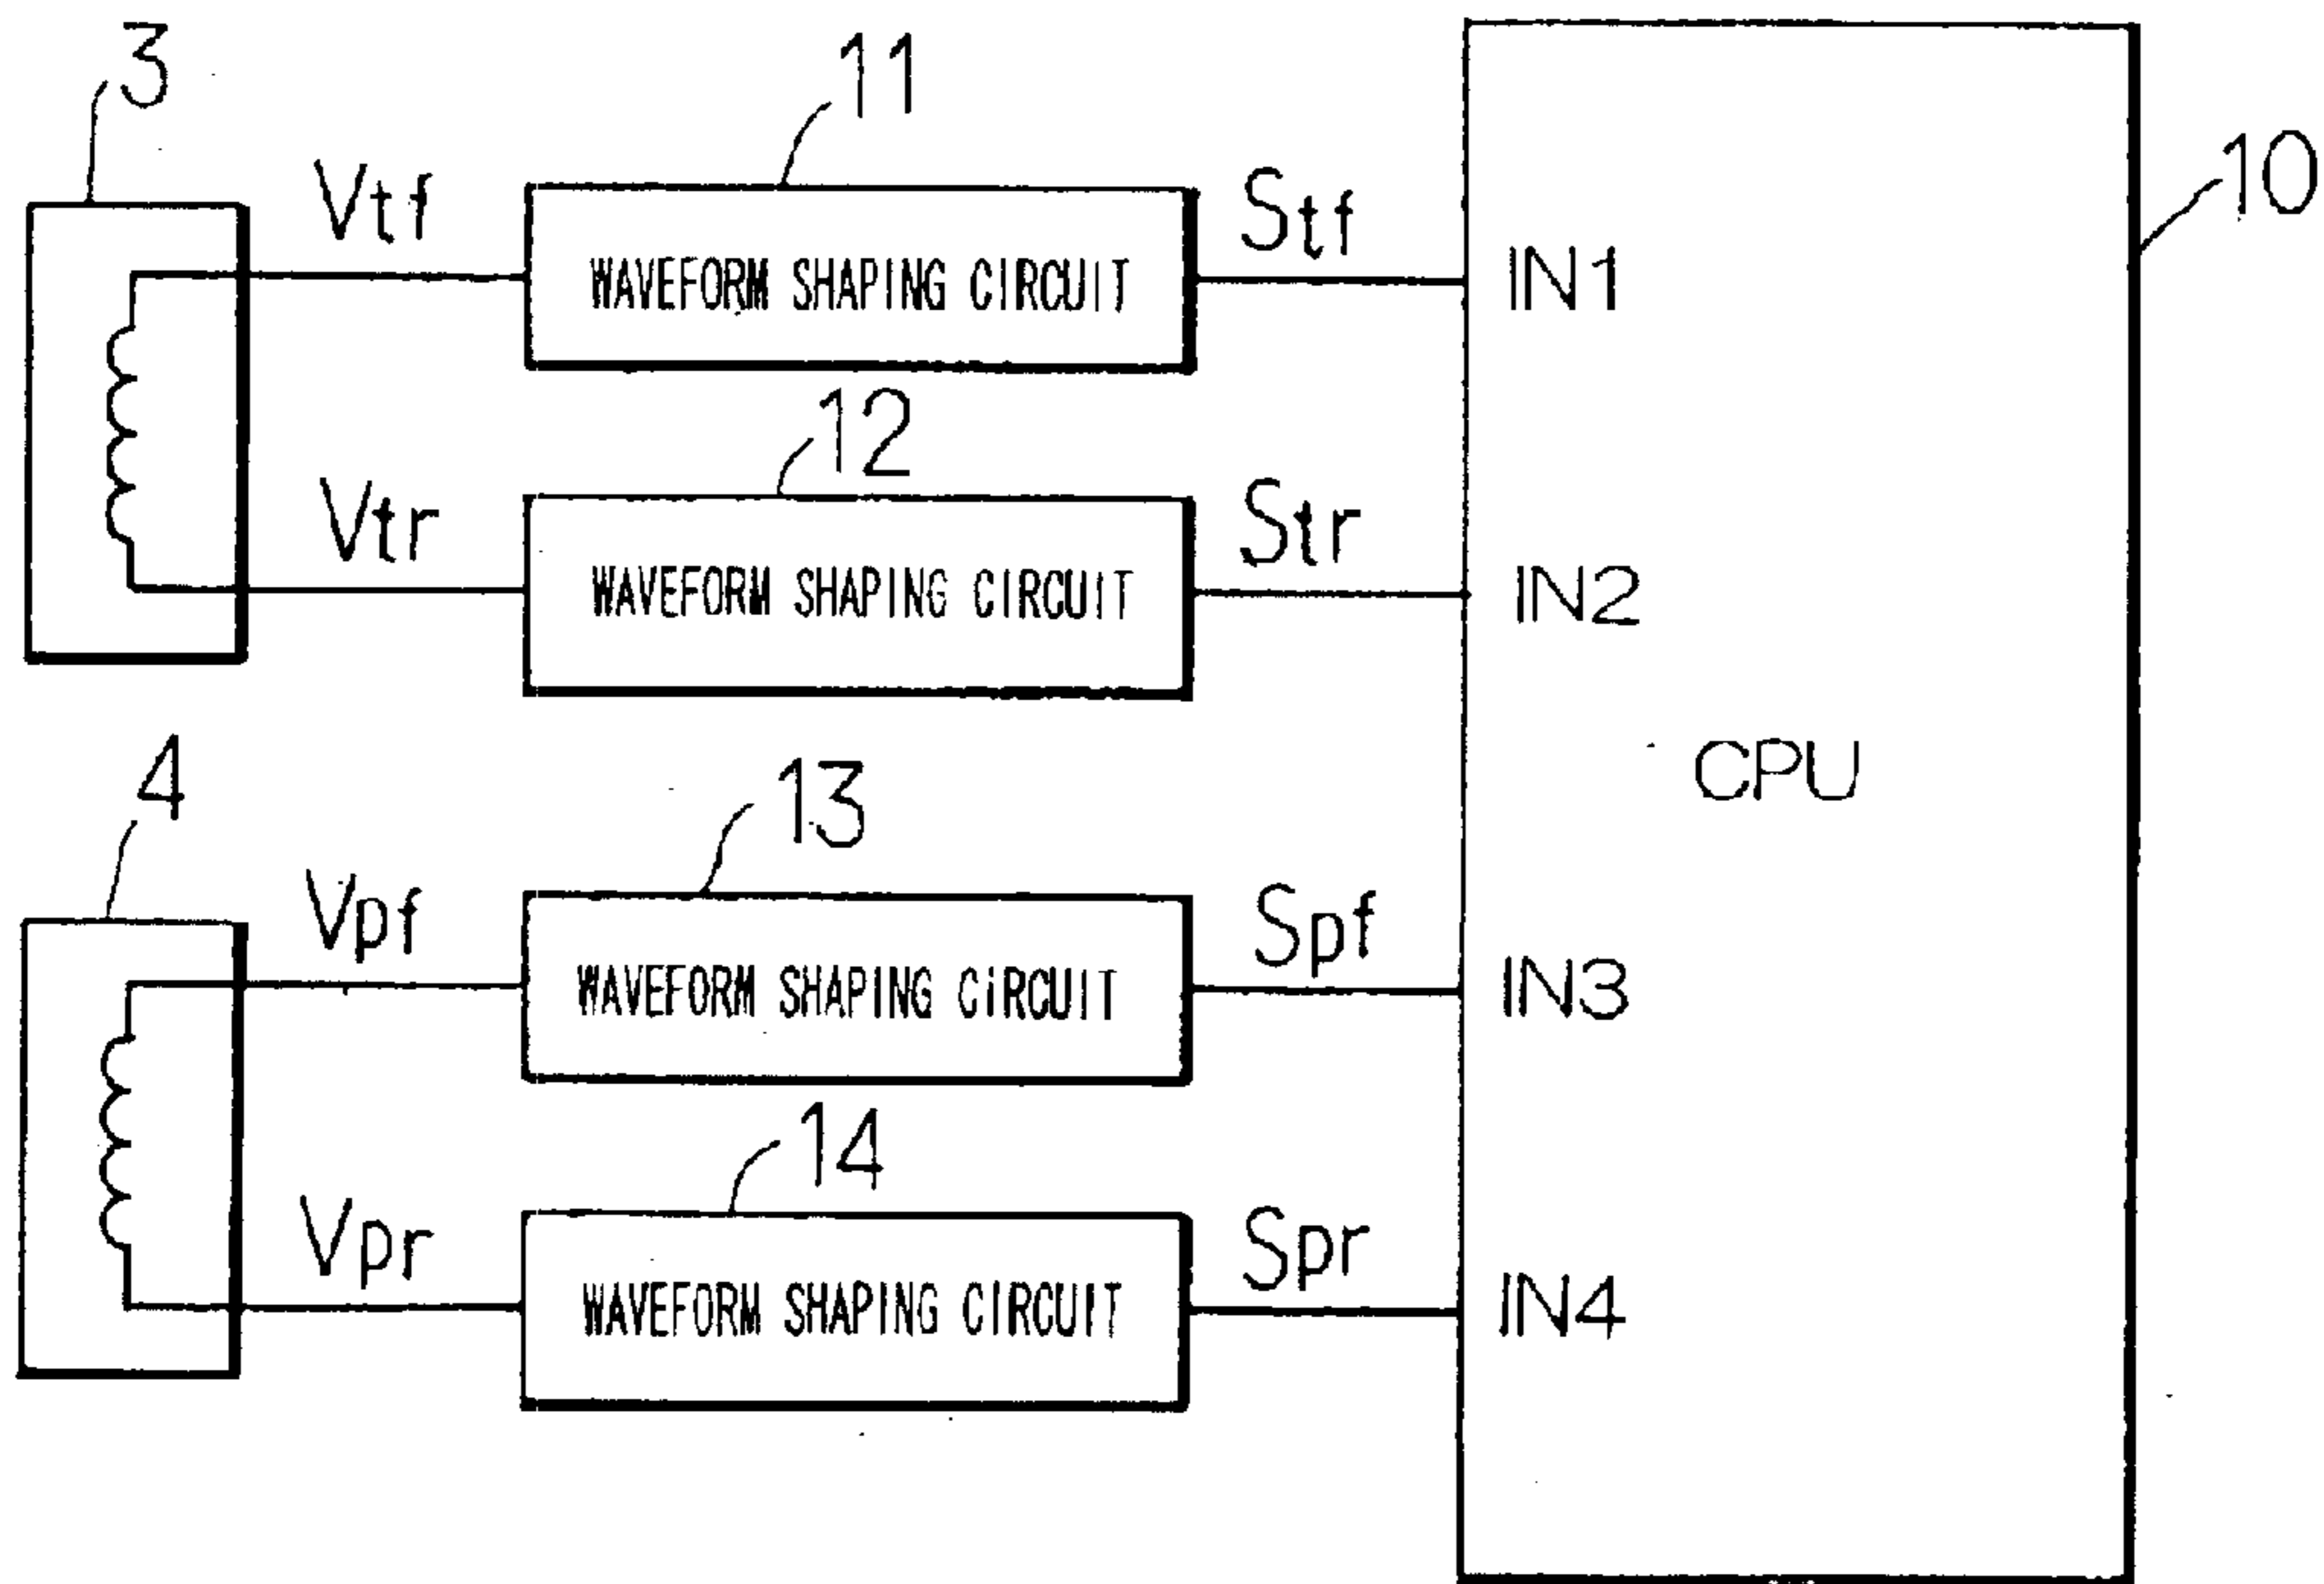 3
11
10
Vtf
WAVEFORM SHAPING CIRCUIT
Stf
IN1
12
Vtr
WAVEFORM SHAPING CIRCUIT
Str
IN2
CPU
4
13
Vpf
WAVEFORM SHAPING CIRCUIT
Spf
IN3
14
Vpr
WAVEFORM SHAPING CIRCUIT
Spr
IN4